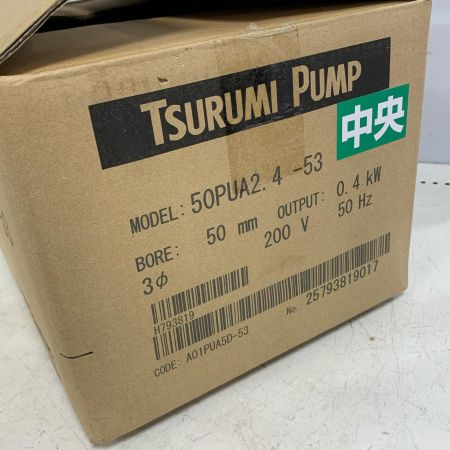 TSURUMI PUMP
中央
MODEL: 50PUA2.4 -53
BORE: 50 mm OUTPUT: 0.4 kW
3φ 200 V 50 Hz
H793819
No. 25793819017
CODE: A01PUA5D-53